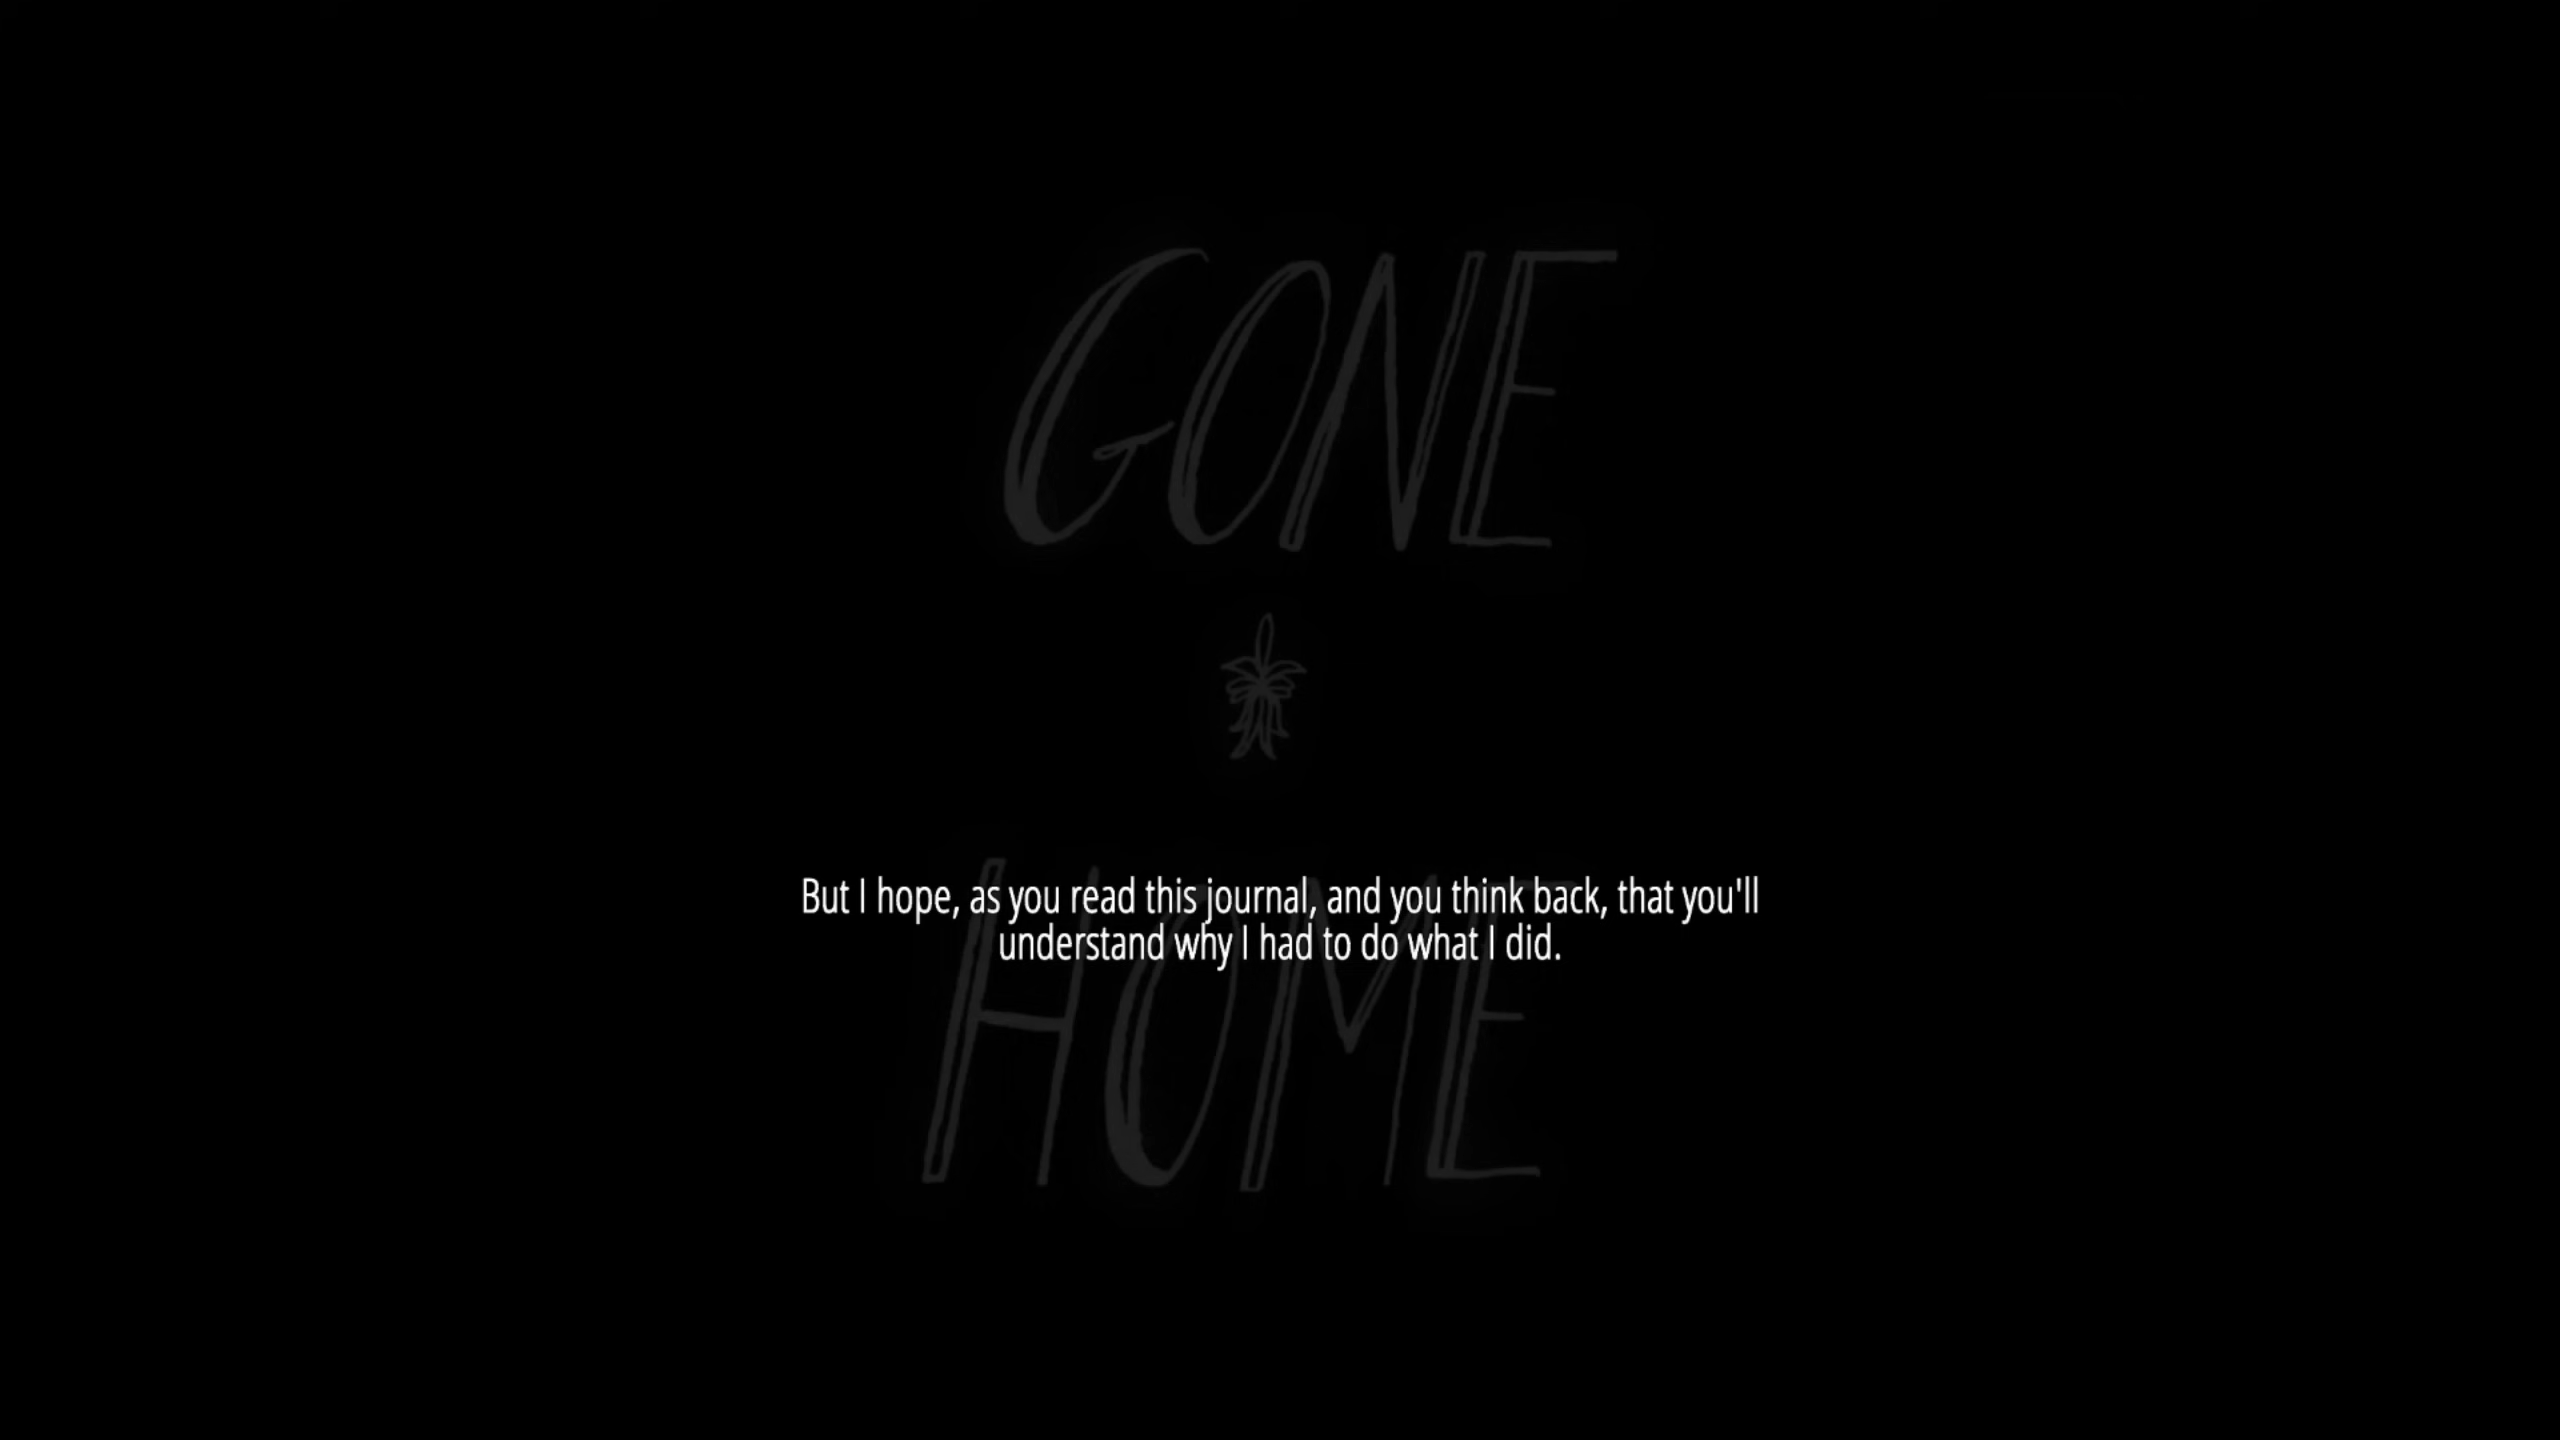 GONE
HOME
But I hope, as you read this journal, and you think back, that you'll
understand why I had to do what I did.